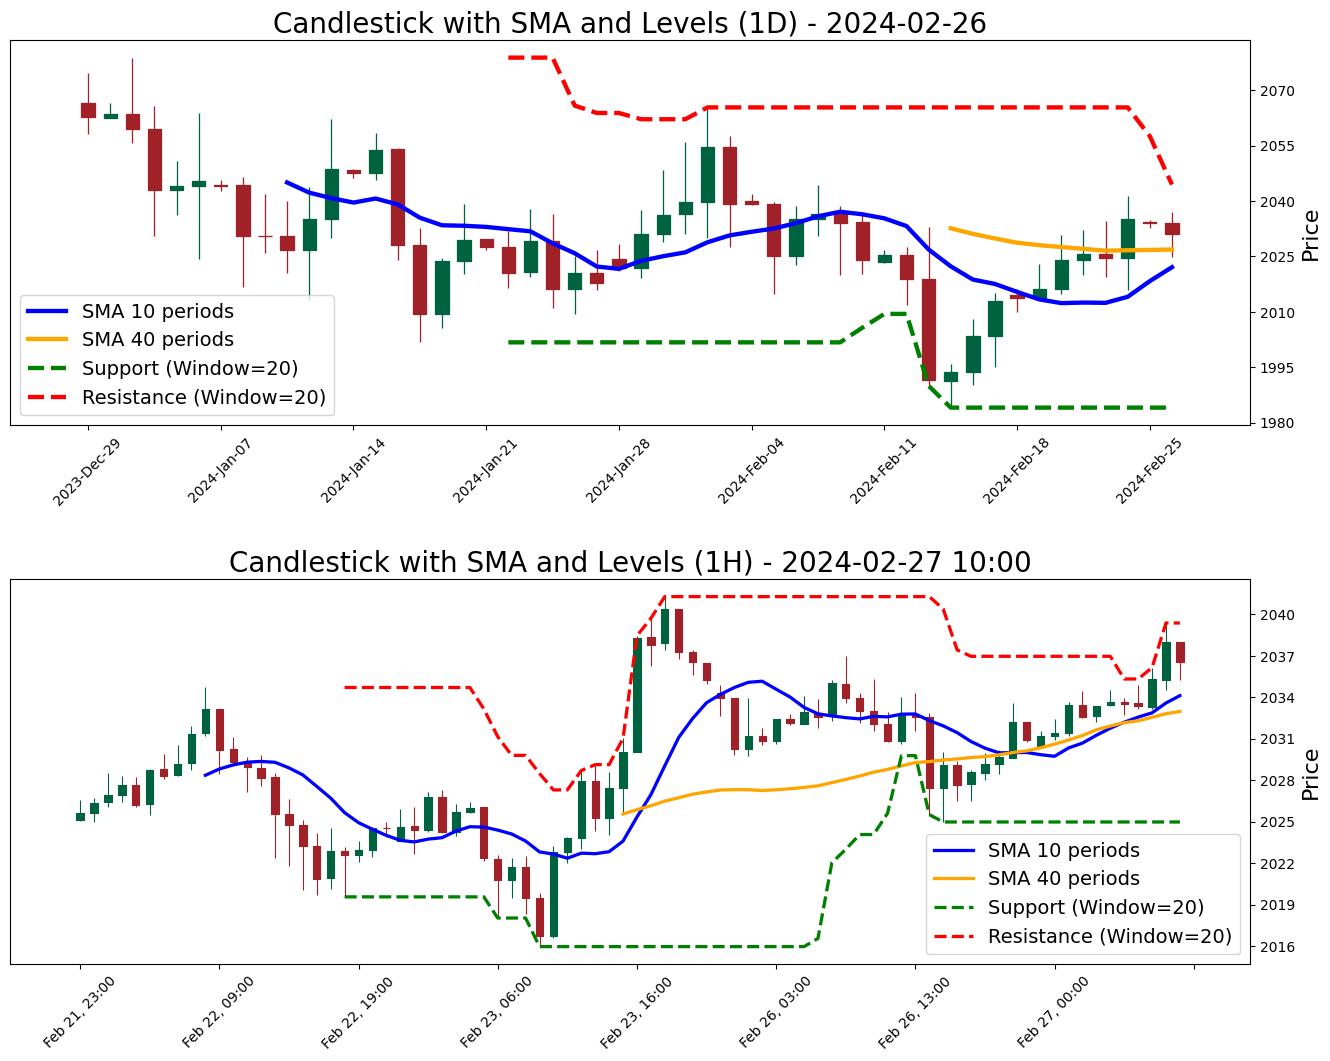 Candlestick with SMA and Levels (1D) - 2024-02-26
2070
2055
2040
2025
2010
1995
1980
Price
SMA 10 periods
SMA 40 periods
Support (Window=20)
Resistance (Window=20)
2023-Dec-29
2024-Jan-07
2024-Jan-14
2024-Jan-21
2024-Jan-28
2024-Feb-04
2024-Feb-11
2024-Feb-18
2024-Feb-25
Candlestick with SMA and Levels (1H) - 2024-02-27 10:00
2040
2037
2034
2031
2028
2025
2022
2019
2016
Price
SMA 10 periods
SMA 40 periods
Support (Window=20)
Resistance (Window=20)
Feb 21, 23:00
Feb 22, 09:00
Feb 22, 19:00
Feb 23, 06:00
Feb 23, 16:00
Feb 26, 03:00
Feb 26, 13:00
Feb 27, 00:00